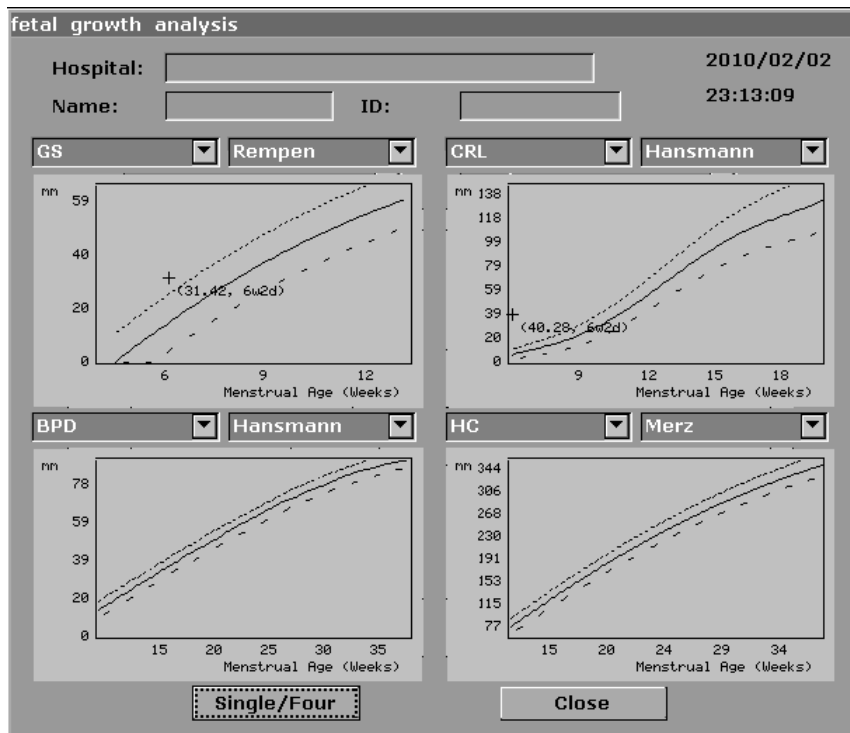 fetal growth analysis
Hospital:
2010/02/02
Name:
ID:
23:13:09
GS
Rempen
CRL
Hansmann
mm
59
40
20
0
(31.42, 6w2d)
6 9 12
Menstrual Age (Weeks)
mm 138
118
99
79
59
39
20
0
(40.28, 6w2d)
9 12 15 18
Menstrual Age (Weeks)
BPD
Hansmann
HC
Merz
mm
78
59
39
20
0
15 20 25 30 35
Menstrual Age (Weeks)
mm 344
306
268
230
191
153
115
77
15 20 24 29 34
Menstrual Age (Weeks)
Single/Four
Close